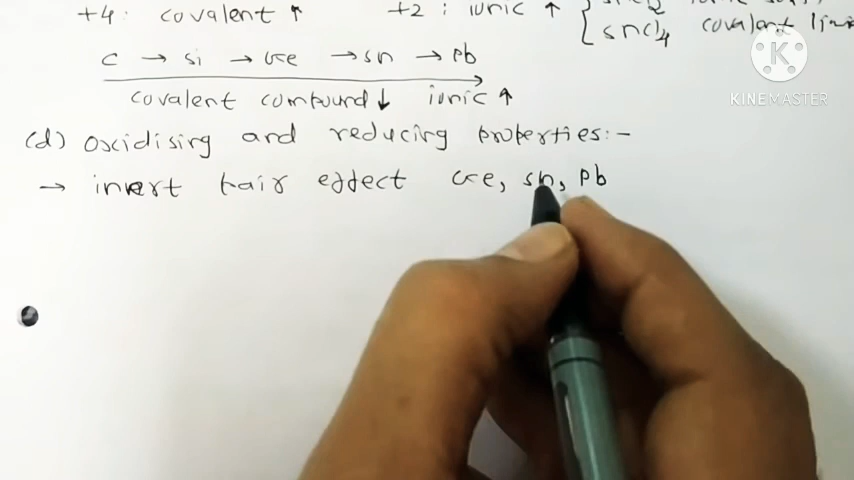 +4: covalent ↑ +2: ionic ↑
SnCl4 covalent
C → Si → Ge → Sn → Pb
covalent compound ↓ ionic ↑
(d) Oxidising and reducing properties:-
→ inert pair effect Ge, Sn, Pb
K
KINEMASTER